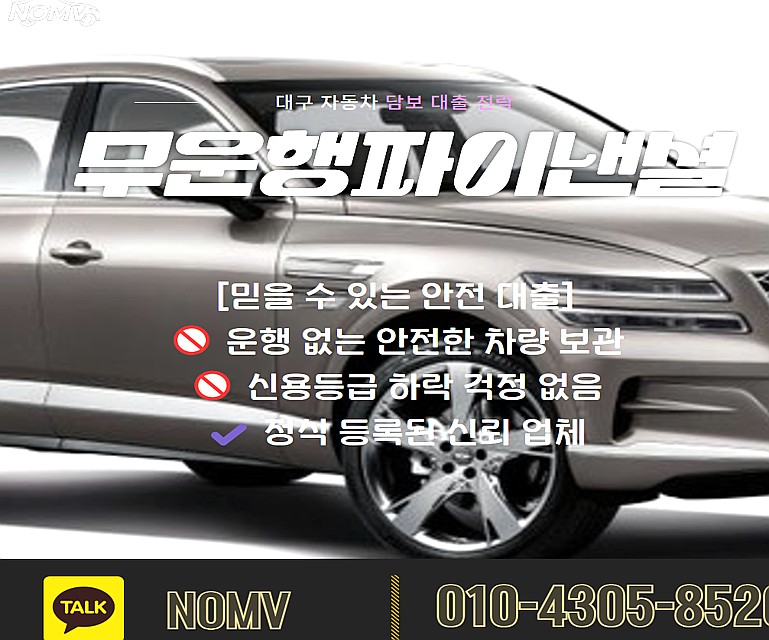 NOMV
대구 자동차 담보 대출 전략
무운행파이낸셜
[믿을 수 있는 안전 대출]
운행 없는 안전한 차량 보관
신용등급 하락 걱정 없음
정식 등록된 신뢰 업체
TALK
NOMV
010-4305-8520